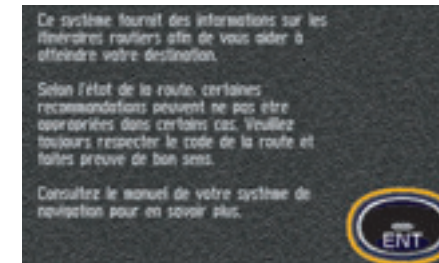 Ce système fournit des informations sur les
itinéraires routiers afin de vous aider à
atteindre votre destination.
Selon l'état de la route, certaines
recommandations peuvent ne pas etre
appropriées dans certains cas. Veuillez
toujours respecter le code de la route et
faites preuve de bon sens.
Consultez le manuel de votre système de
navigation pour en savoir plus.
ENT